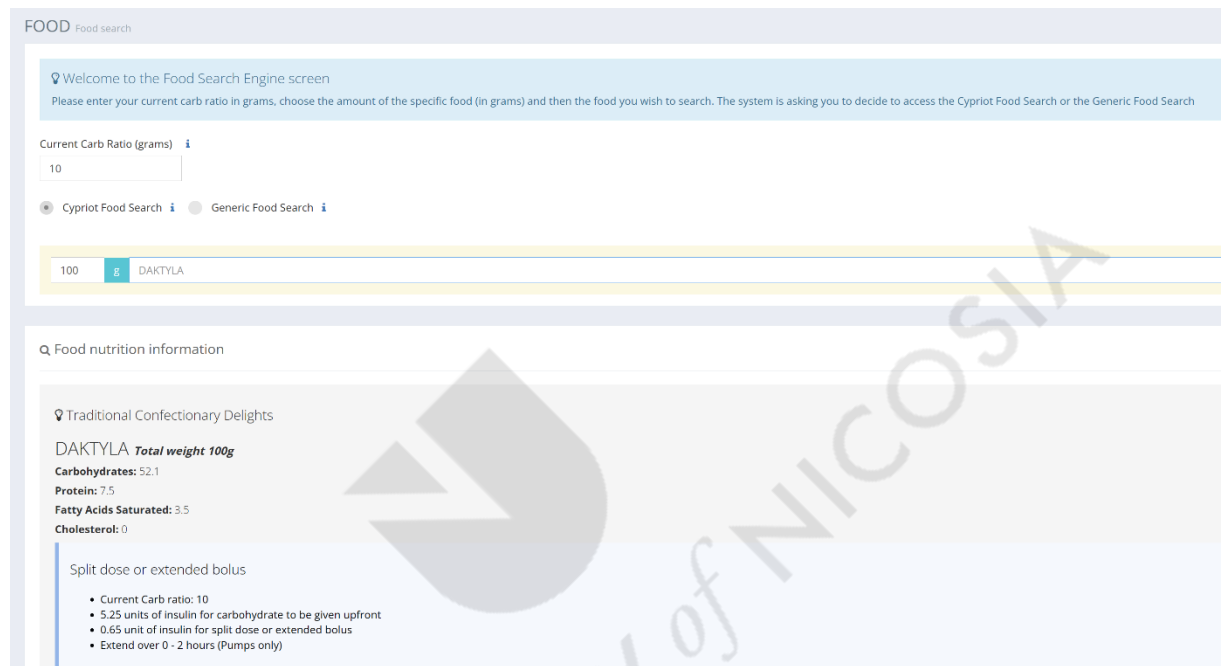 FOOD Food search
Welcome to the Food Search Engine screen
Please enter your current carb ratio in grams, choose the amount of the specific food (in grams) and then the food you wish to search. The system is asking you to decide to access the Cypriot Food Search or the Generic Food Search
Current Carb Ratio (grams) i
10
Cypriot Food Search i Generic Food Search i
100 g DAKTYLA
Food nutrition information
Traditional Confectionary Delights
DAKTYLA Total weight 100g
Carbohydrates: 52.1
Protein: 7.5
Fatty Acids Saturated: 3.5
Cholesterol: 0
Split dose or extended bolus
• Current Carb ratio: 10
• 5.25 units of insulin for carbohydrate to be given upfront
• 0.65 unit of insulin for split dose or extended bolus
• Extend over 0 - 2 hours (Pumps only)
of NICOSIA